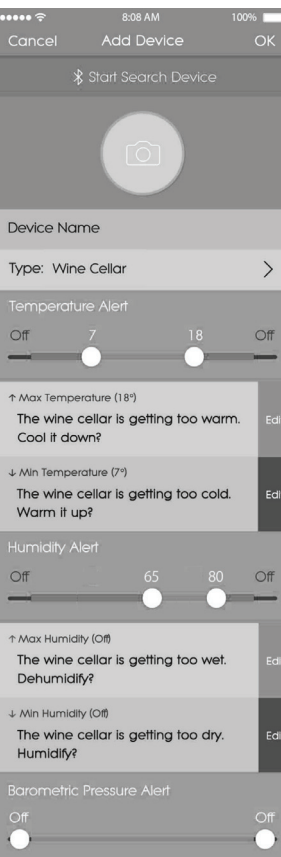 8:08 AM 100%
Cancel Add Device OK
Start Search Device
Device Name
Type: Wine Cellar
Temperature Alert
Off 7 18 Off
↑ Max Temperature (18°)
The wine cellar is getting too warm.
Cool it down?
Edi
↓ Min Temperature (7°)
The wine cellar is getting too cold.
Warm it up?
Edi
Humidity Alert
Off 65 80 Off
↑ Max Humidity (Off)
The wine cellar is getting too wet.
Dehumidify?
Edi
↓ Min Humidity (Off)
The wine cellar is getting too dry.
Humidify?
Edi
Barometric Pressure Alert
Off Off